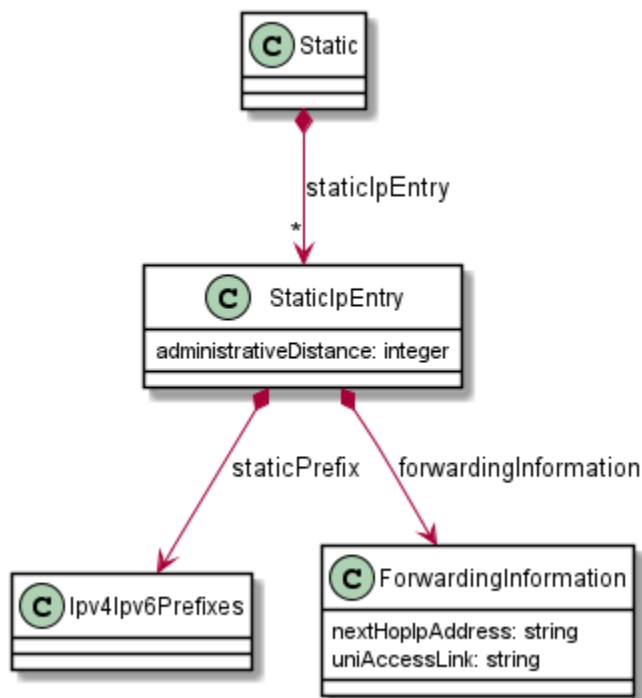 C Static
staticIpEntry
*
C StaticIpEntry
administrativeDistance: integer
staticPrefix
forwardingInformation
C Ipv4Ipv6Prefixes
C ForwardingInformation
nextHopIpAddress: string
uniAccessLink: string